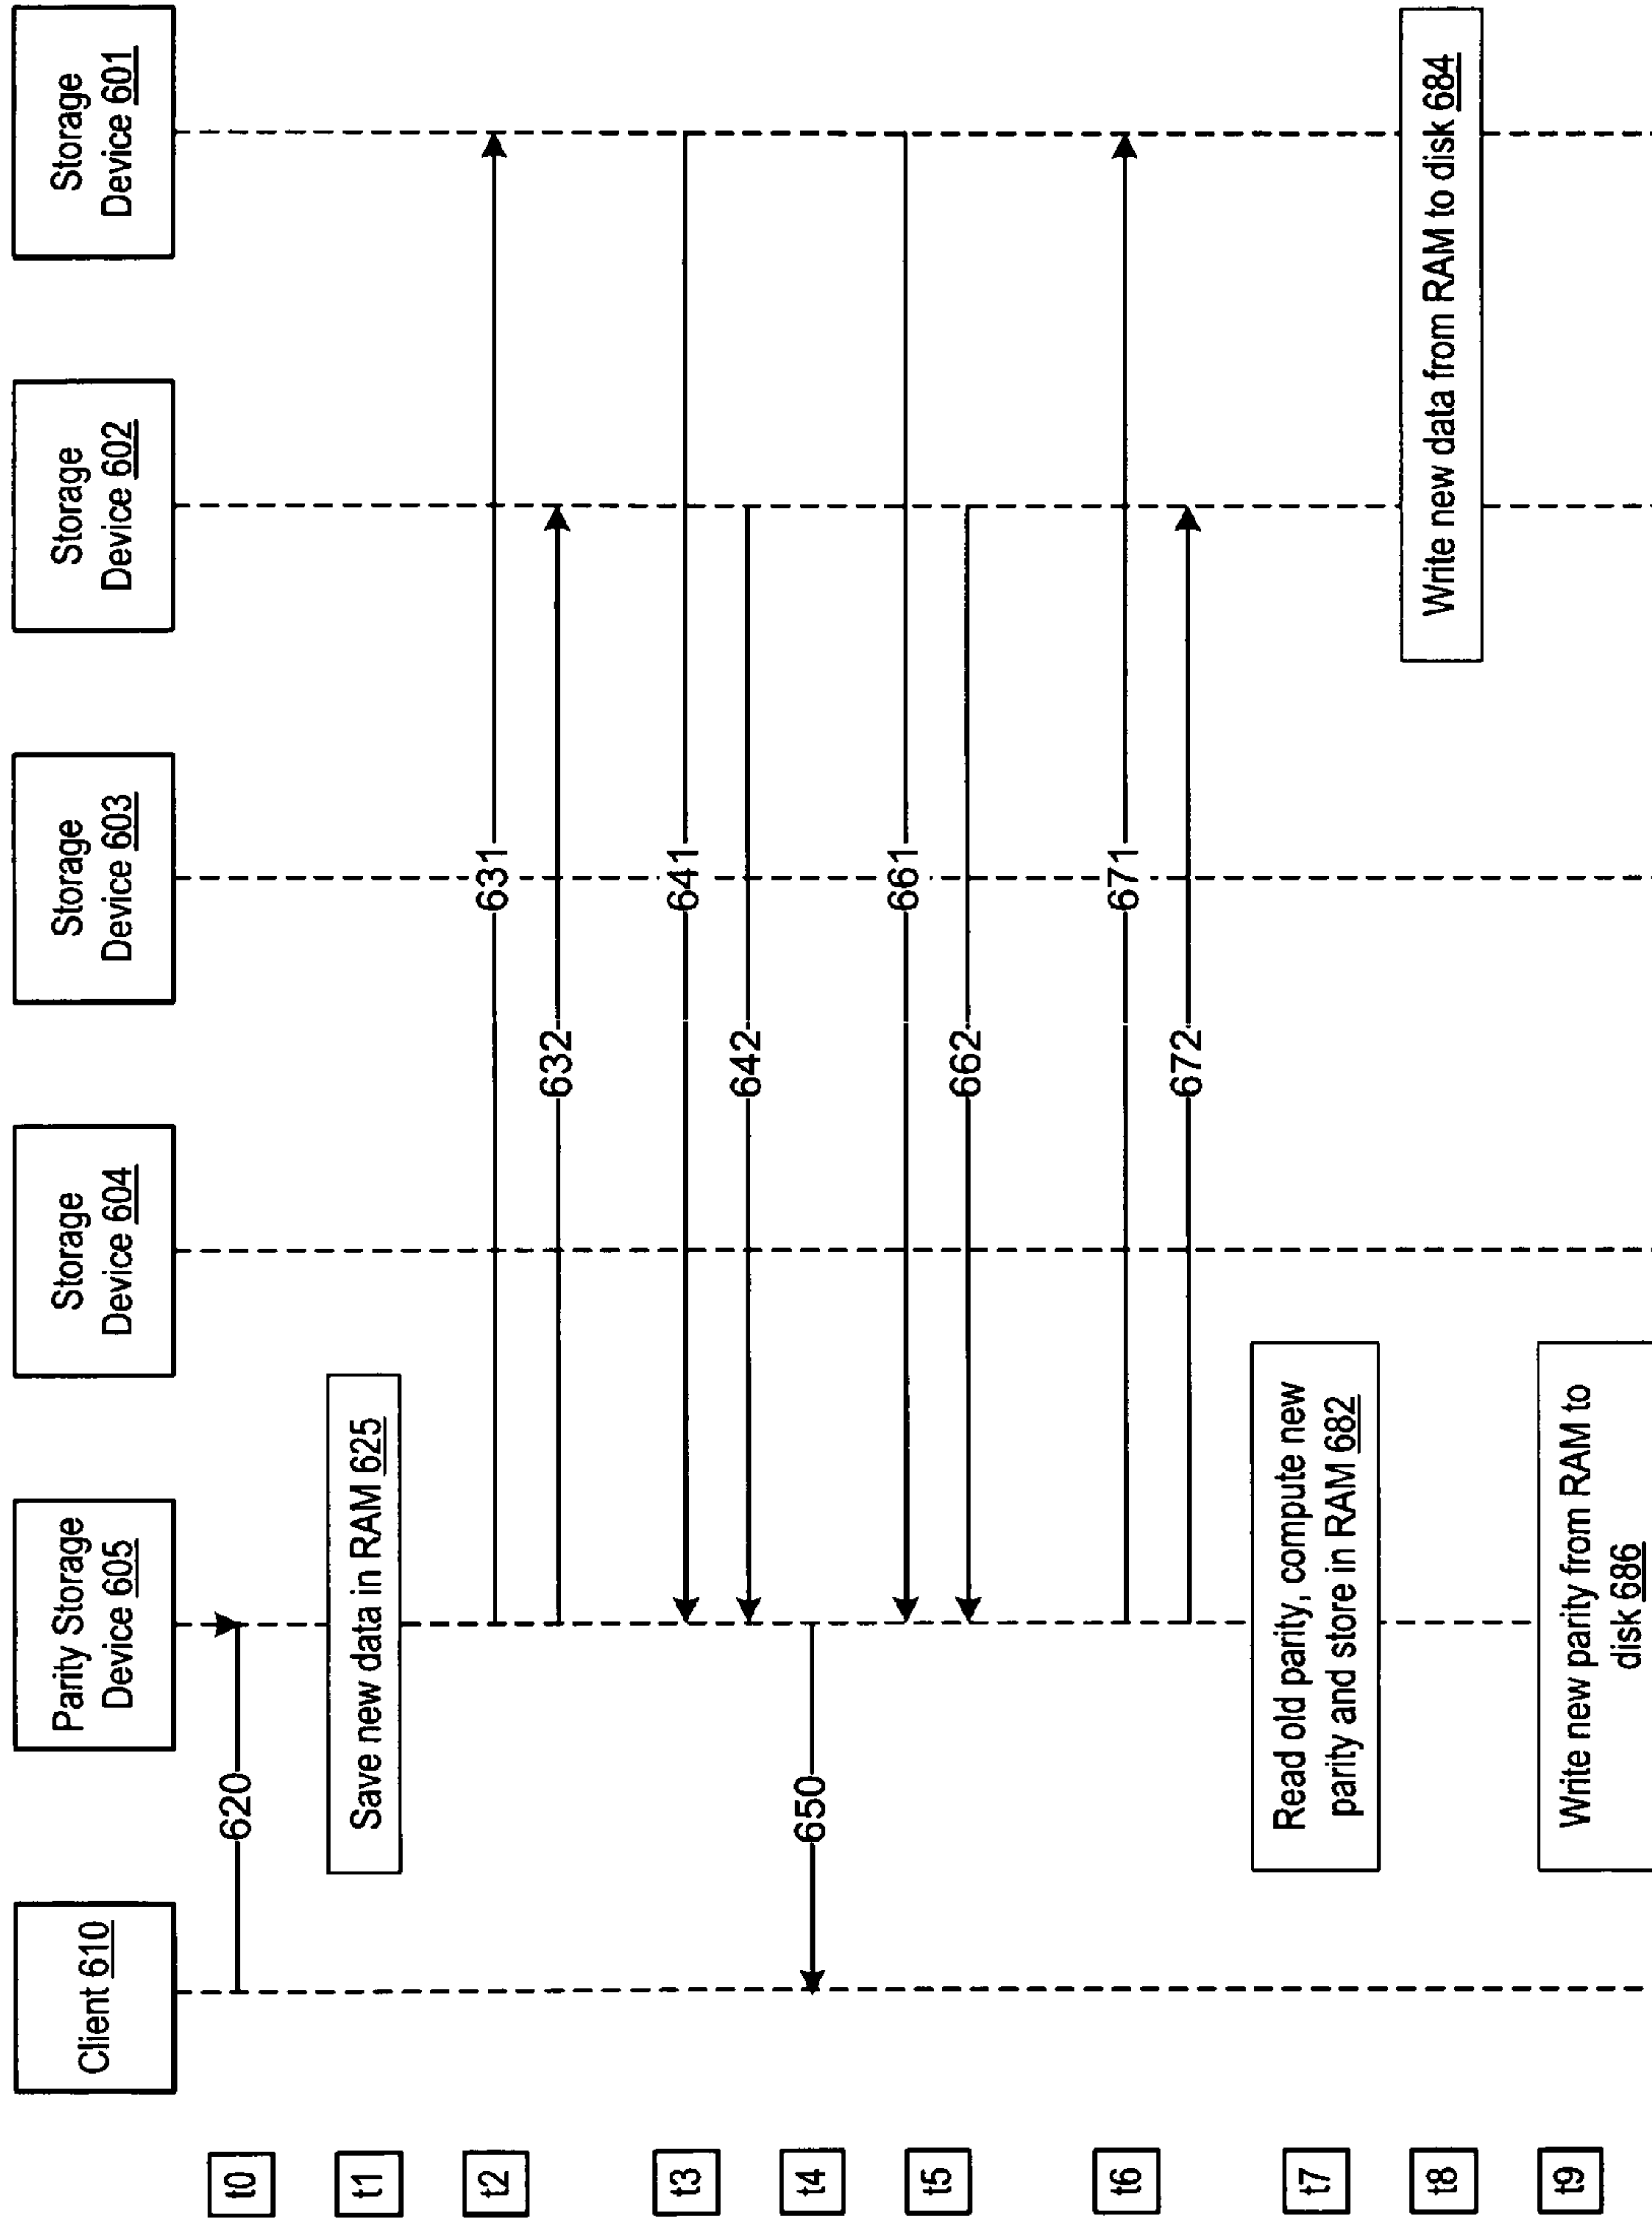 Client 610
Parity Storage
Device 605
Storage
Device 604
Storage
Device 603
Storage
Device 602
Storage
Device 601
t0
620
t1
Save new data in RAM 625
t2
631
632
t3
641
642
t4
650
t5
661
662
t6
671
672
t7
Read old parity, compute new
parity and store in RAM 682
t8
Write new data from RAM to disk 684
t9
Write new parity from RAM to
disk 686